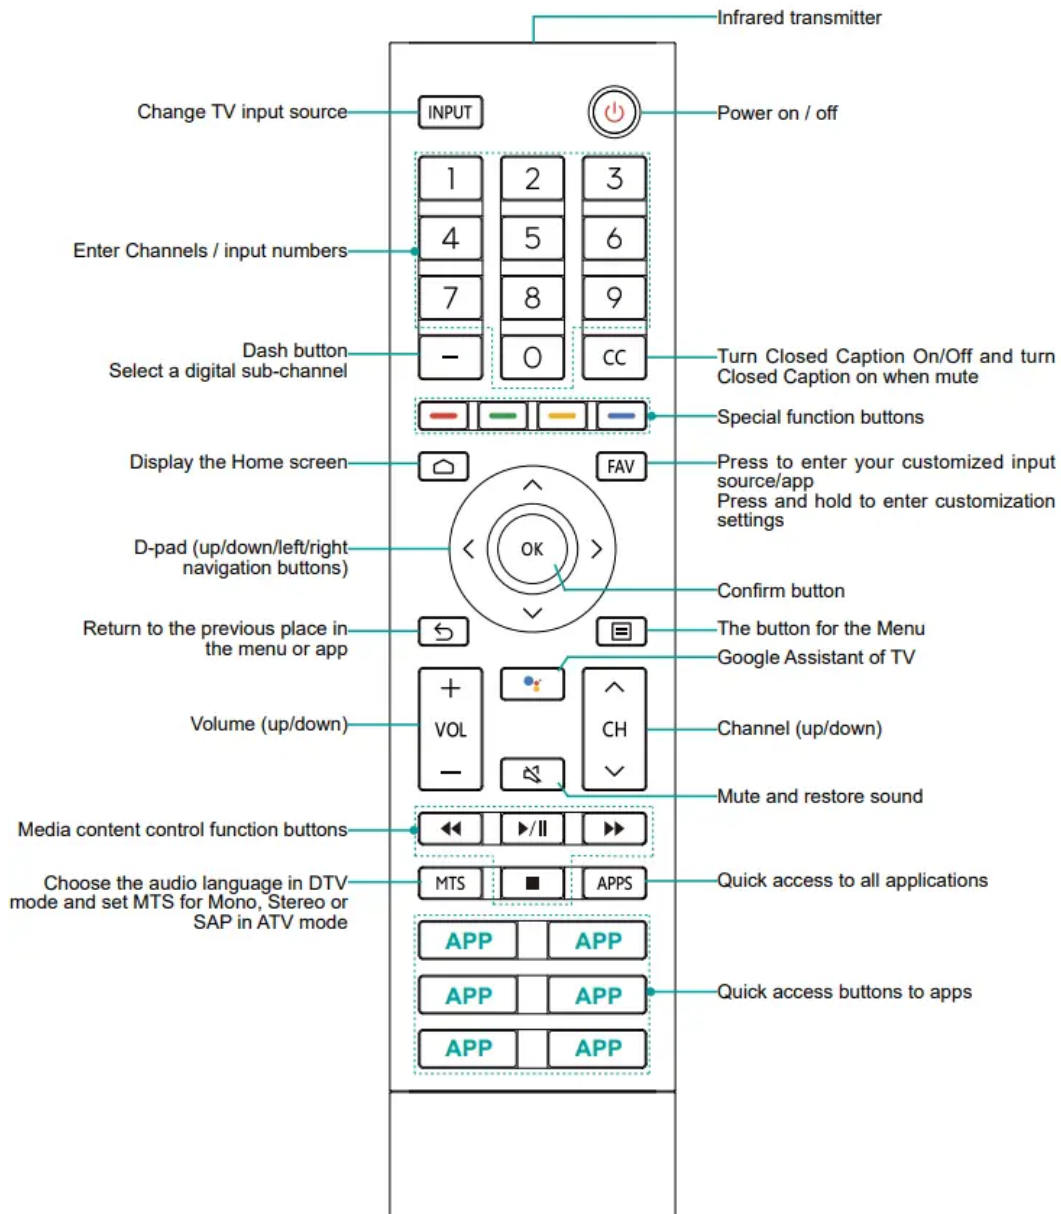 Infrared transmitter
Change TV input source
INPUT
Power on / off
1 2 3
4 5 6
Enter Channels / input numbers
7 8 9
Dash button
Select a digital sub-channel
– 0 CC
Turn Closed Caption On/Off and turn
Closed Caption on when mute
Special function buttons
Display the Home screen
FAV
Press to enter your customized input
source/app
Press and hold to enter customization
settings
D-pad (up/down/left/right
navigation buttons)
OK
Confirm button
Return to the previous place in
the menu or app
The button for the Menu
Google Assistant of TV
+
Volume (up/down)
VOL
–
CH
Channel (up/down)
Mute and restore sound
Media content control function buttons
Choose the audio language in DTV
mode and set MTS for Mono, Stereo or
SAP in ATV mode
MTS
APPS
Quick access to all applications
APP APP
APP APP
Quick access buttons to apps
APP APP